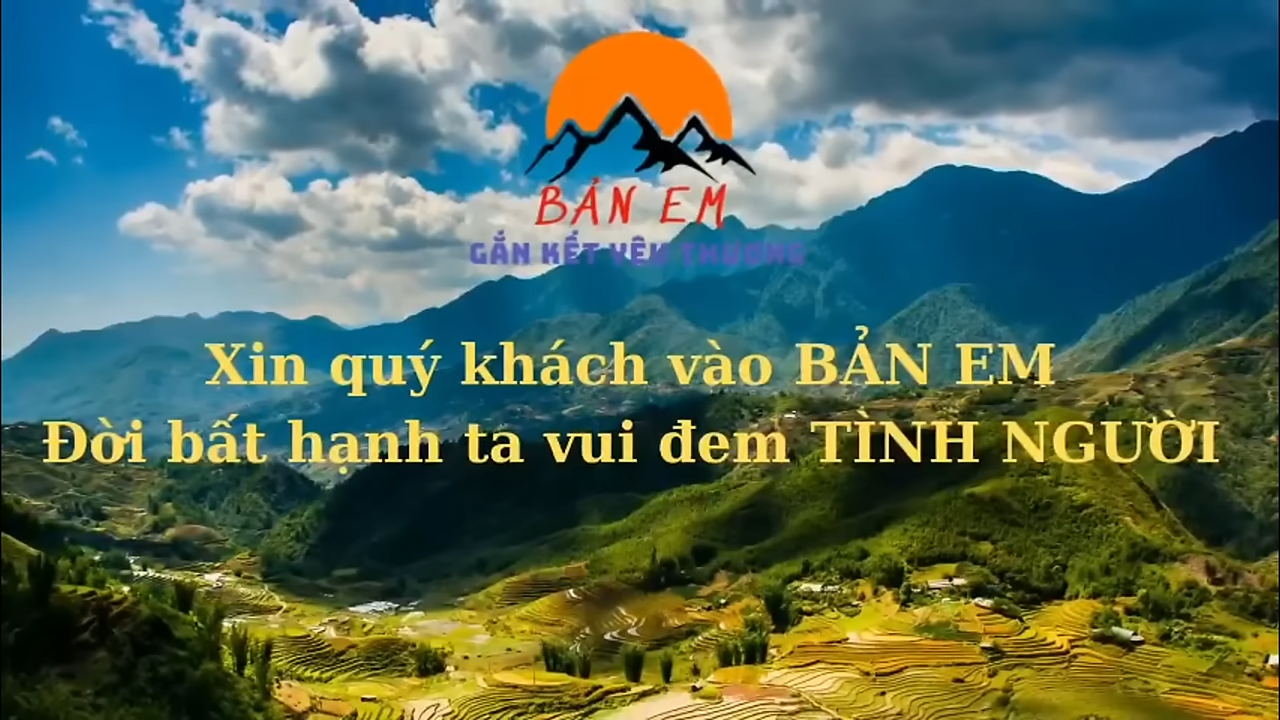 BẢN EM
GẮN KẾT YÊU THƯƠNG
Xin quý khách vào BẢN EM
Đời bất hạnh ta vui đem TÌNH NGƯỜI